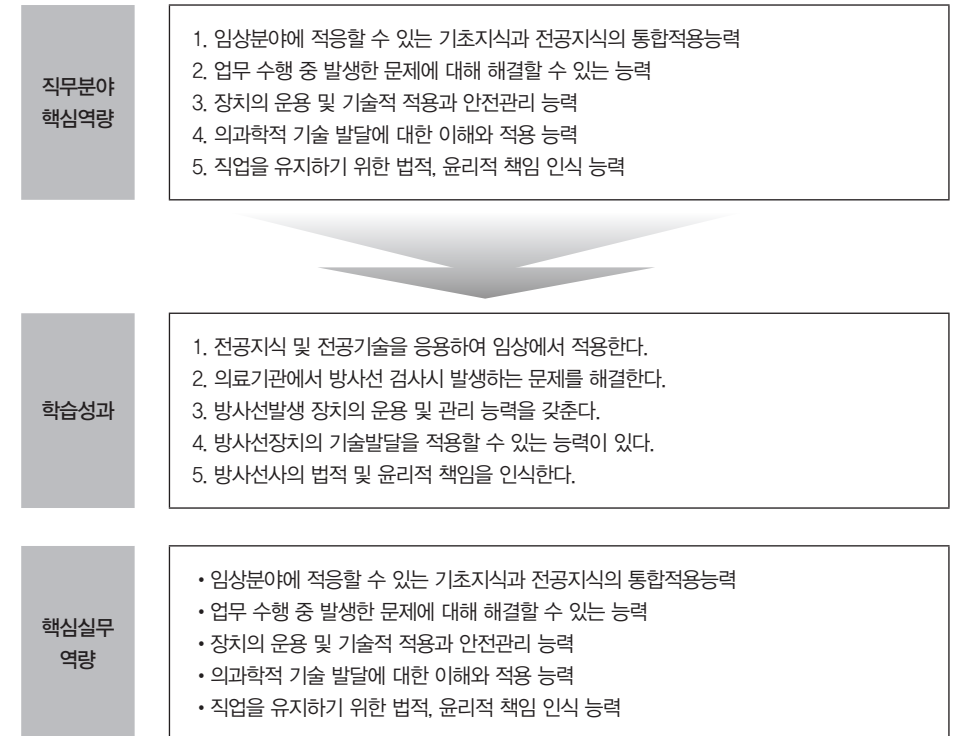 직무분야
핵심역량
1. 임상분야에 적응할 수 있는 기초지식과 전공지식의 통합적용능력
2. 업무 수행 중 발생한 문제에 대해 해결할 수 있는 능력
3. 장치의 운용 및 기술적 적용과 안전관리 능력
4. 의과학적 기술 발달에 대한 이해와 적용 능력
5. 직업을 유지하기 위한 법적, 윤리적 책임 인식 능력
학습성과
1. 전공지식 및 전공기술을 응용하여 임상에서 적용한다.
2. 의료기관에서 방사선 검사시 발생하는 문제를 해결한다.
3. 방사선발생 장치의 운용 및 관리 능력을 갖춘다.
4. 방사선장치의 기술발달을 적용할 수 있는 능력이 있다.
5. 방사선사의 법적 및 윤리적 책임을 인식한다.
핵심실무
역량
• 임상분야에 적응할 수 있는 기초지식과 전공지식의 통합적용능력
• 업무 수행 중 발생한 문제에 대해 해결할 수 있는 능력
• 장치의 운용 및 기술적 적용과 안전관리 능력
• 의과학적 기술 발달에 대한 이해와 적용 능력
• 직업을 유지하기 위한 법적, 윤리적 책임 인식 능력